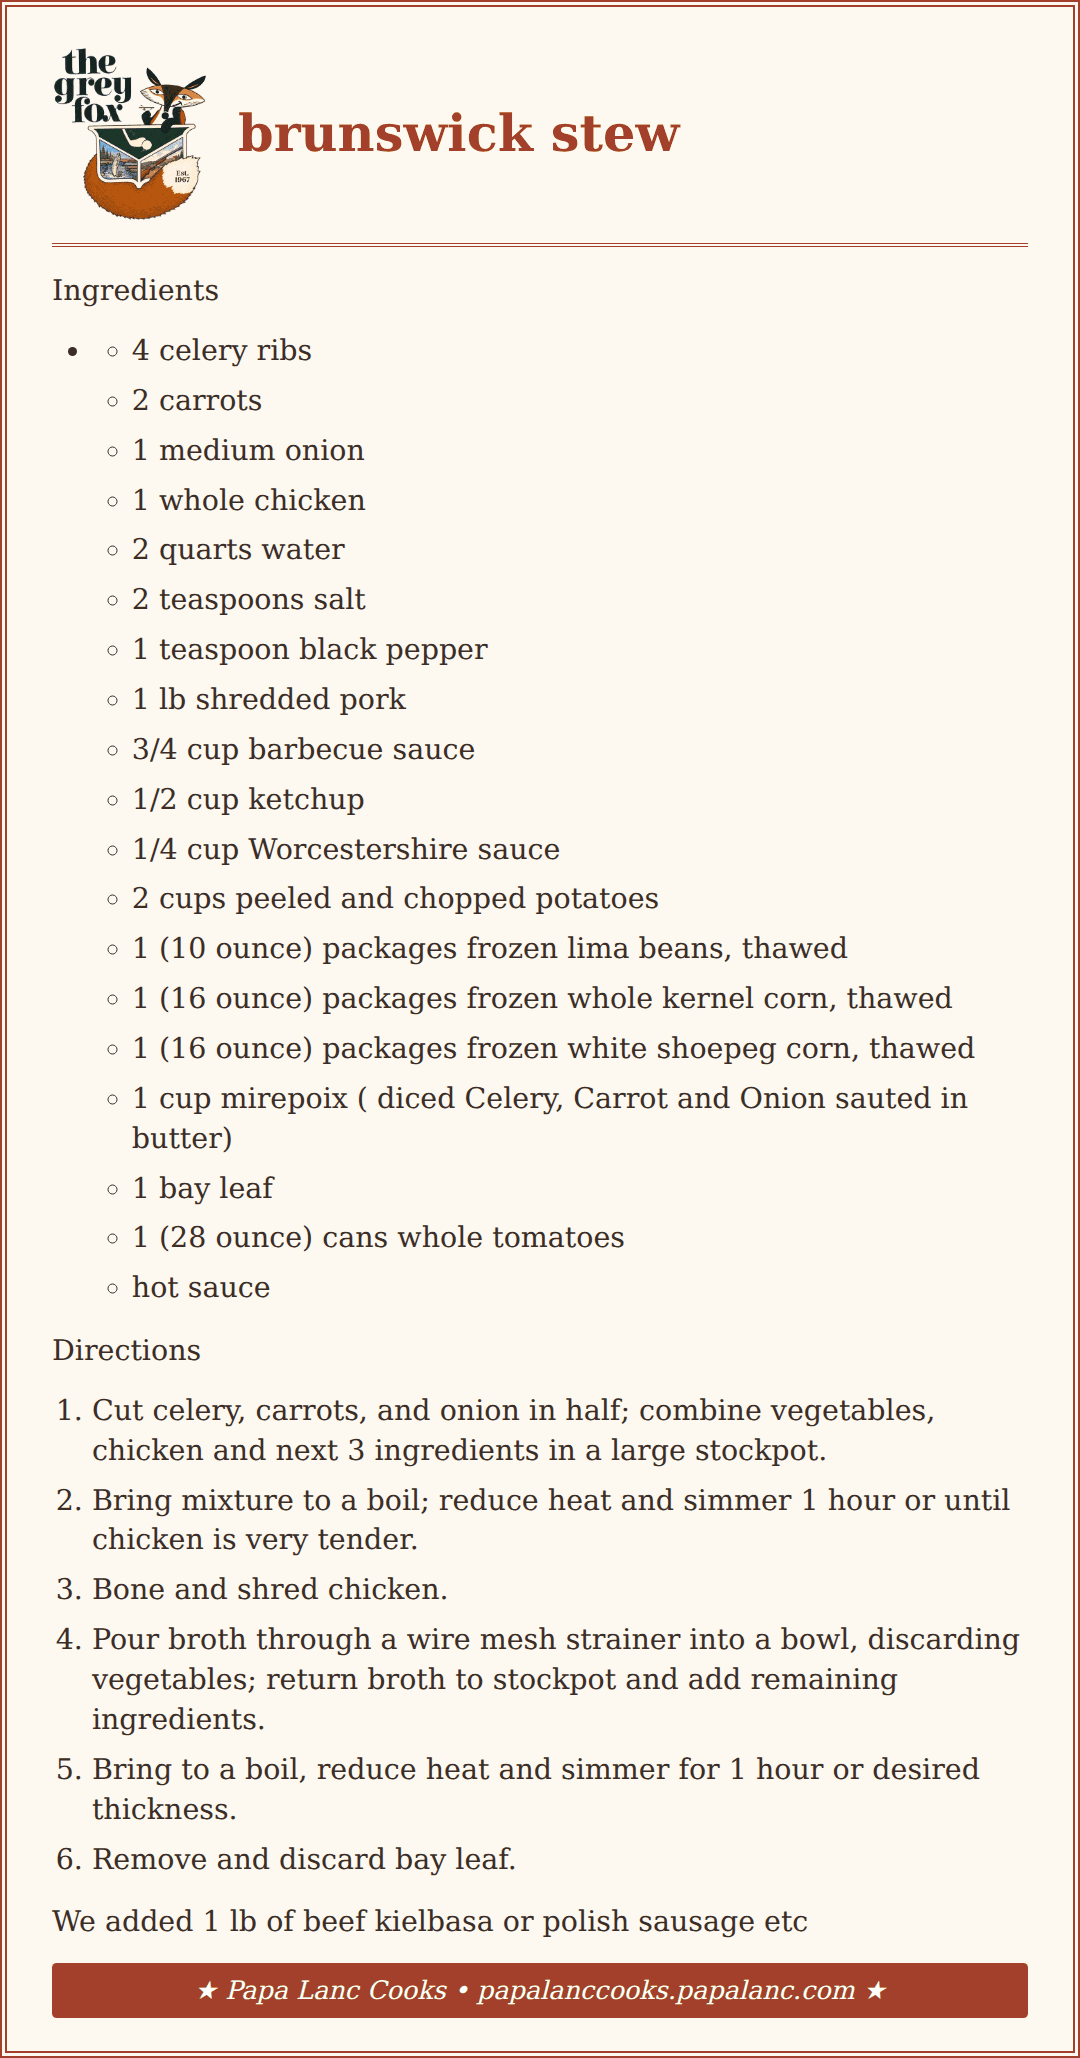 the
grey
fox
Est.
1967
brunswick stew
Ingredients
4 celery ribs
2 carrots
1 medium onion
1 whole chicken
2 quarts water
2 teaspoons salt
1 teaspoon black pepper
1 lb shredded pork
3/4 cup barbecue sauce
1/2 cup ketchup
1/4 cup Worcestershire sauce
2 cups peeled and chopped potatoes
1 (10 ounce) packages frozen lima beans, thawed
1 (16 ounce) packages frozen whole kernel corn, thawed
1 (16 ounce) packages frozen white shoepeg corn, thawed
1 cup mirepoix ( diced Celery, Carrot and Onion sauted in
butter)
1 bay leaf
1 (28 ounce) cans whole tomatoes
hot sauce
Directions
1. Cut celery, carrots, and onion in half; combine vegetables,
chicken and next 3 ingredients in a large stockpot.
2. Bring mixture to a boil; reduce heat and simmer 1 hour or until
chicken is very tender.
3. Bone and shred chicken.
4. Pour broth through a wire mesh strainer into a bowl, discarding
vegetables; return broth to stockpot and add remaining
ingredients.
5. Bring to a boil, reduce heat and simmer for 1 hour or desired
thickness.
6. Remove and discard bay leaf.
We added 1 lb of beef kielbasa or polish sausage etc
★ Papa Lanc Cooks • papalanccooks.papalanc.com ★